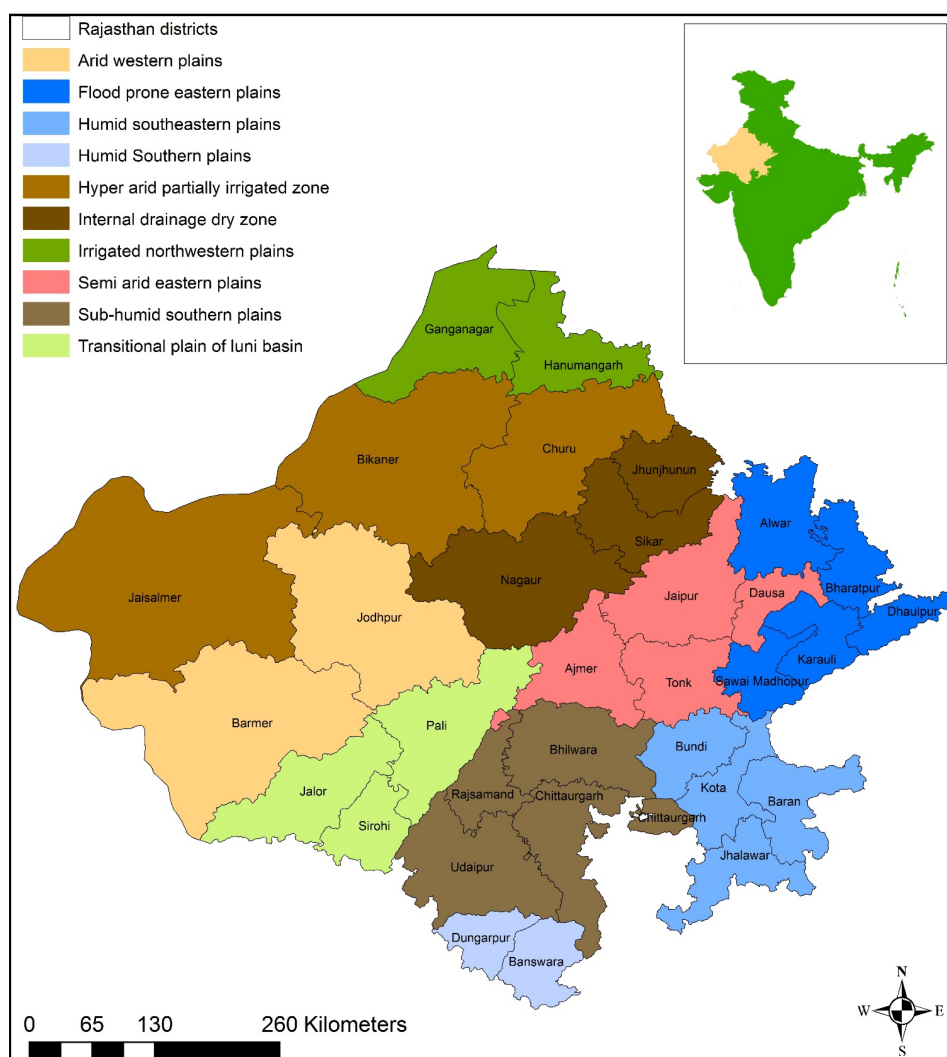 Rajasthan districts
Arid western plains
Flood prone eastern plains
Humid southeastern plains
Humid Southern plains
Hyper arid partially irrigated zone
Internal drainage dry zone
Irrigated northwestern plains
Semi arid eastern plains
Sub-humid southern plains
Transitional plain of luni basin
Ganganagar
Hanumangarh
Bikaner
Churu
Jhunjhunun
Alwar
Sikar
Nagaur
Jaisalmer
Jodhpur
Jaipur
Dausa
Bharatpur
Dhaulpur
Karauli
Ajmer
Tonk
Sawai Madhopur
Barmer
Pali
Bhilwara
Bundi
Jalor
Rajsamand
Chittaurgarh
Kota
Baran
Sirohi
Chittaurgarh
Udaipur
Jhalawar
Dungarpur
Banswara
N
W E
S
0 65 130 260 Kilometers